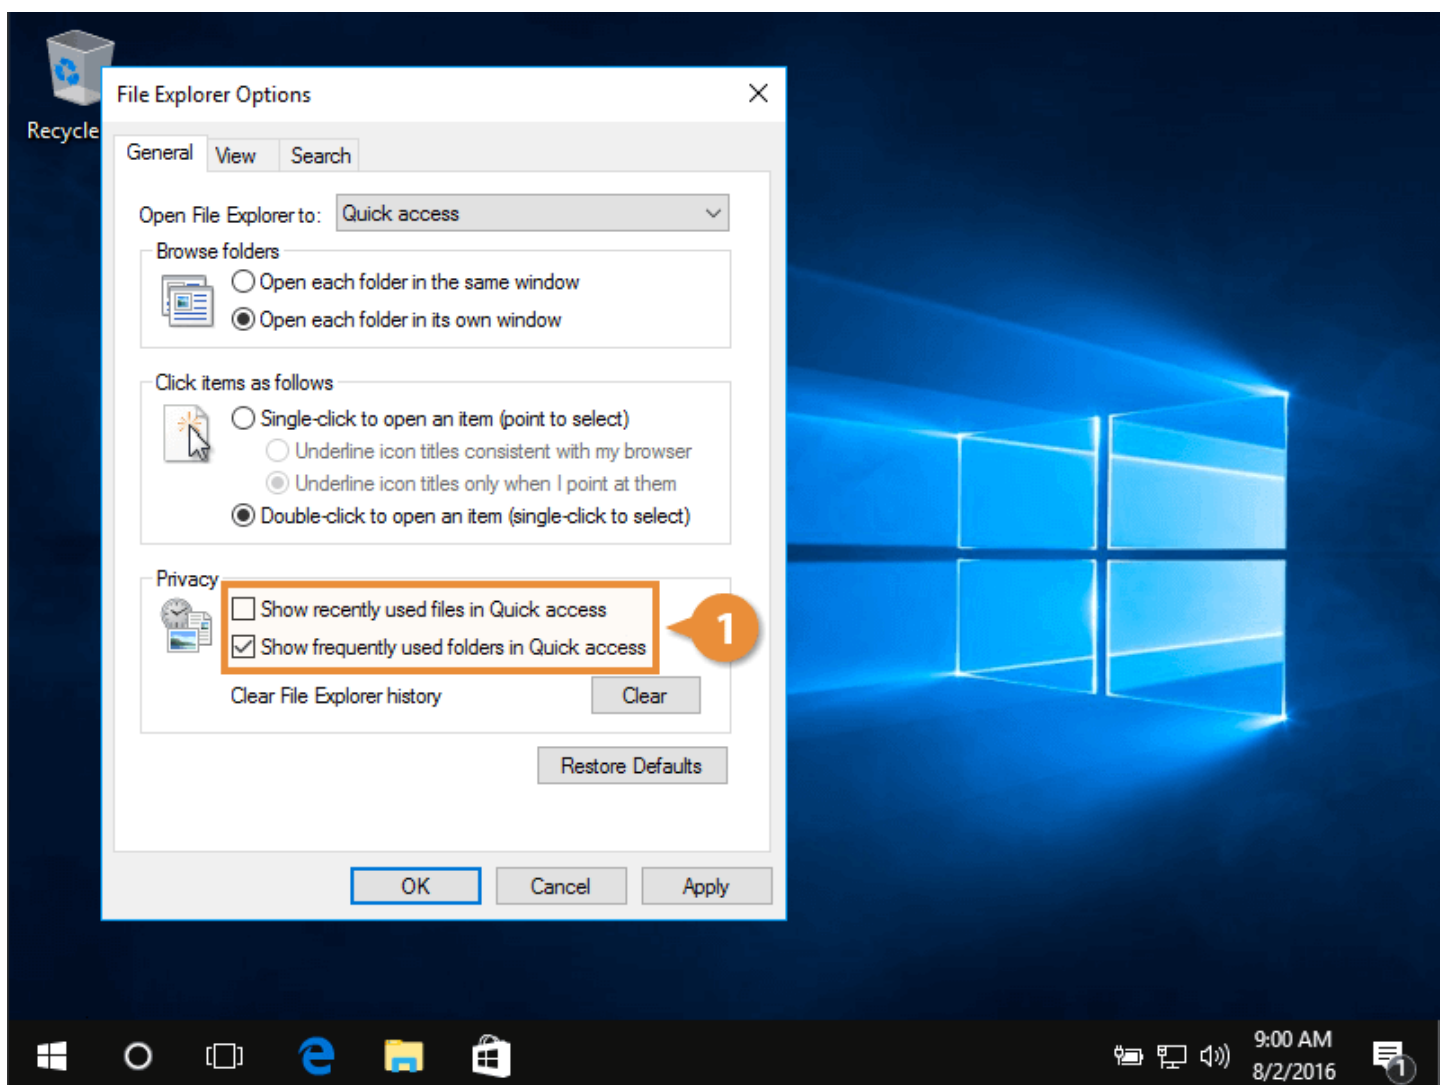 Recycle
File Explorer Options
General View Search
Open File Explorer to: Quick access
Browse folders
Open each folder in the same window
Open each folder in its own window
Click items as follows
Single-click to open an item (point to select)
Underline icon titles consistent with my browser
Underline icon titles only when I point at them
Double-click to open an item (single-click to select)
Privacy
Show recently used files in Quick access
1
Show frequently used folders in Quick access
Clear File Explorer history Clear
Restore Defaults
OK Cancel Apply
9:00 AM
8/2/2016
1